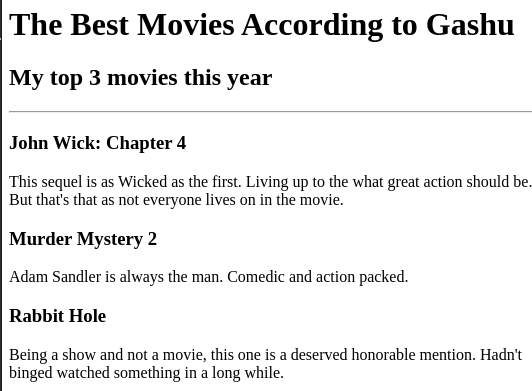 The Best Movies According to Gashu
My top 3 movies this year
John Wick: Chapter 4
This sequel is as Wicked as the first. Living up to the what great action should be.
But that's that as not everyone lives on in the movie.
Murder Mystery 2
Adam Sandler is always the man. Comedic and action packed.
Rabbit Hole
Being a show and not a movie, this one is a deserved honorable mention. Hadn't
binged watched something in a long while.